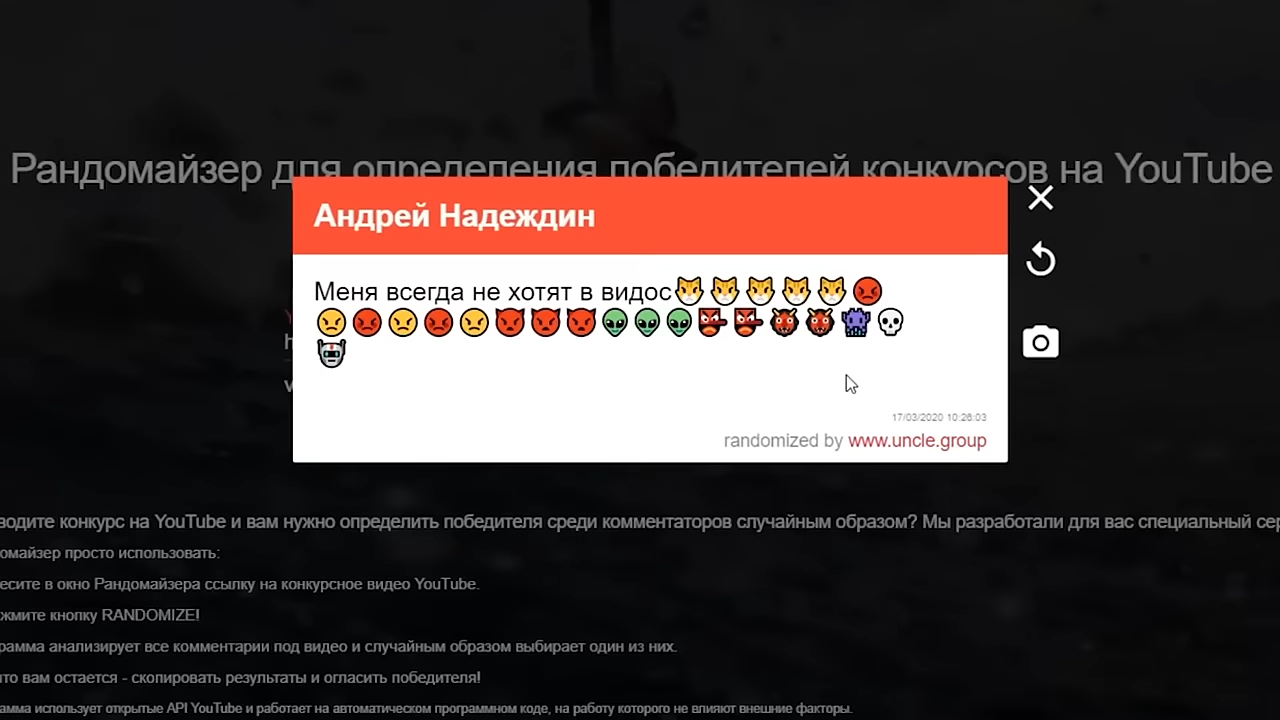 Рандомайзер для определения победителей конкурсов на YouTube
Андрей Надеждин
Меня всегда не хотят в видос😼😼😼😼😼😡
😠😡😠😡😠👿👿👿👽👽👽👺👺👹👹👾💀
🤖
17/03/2020 10:26:03
randomized by www.uncle.group
водите конкурс на YouTube и вам нужно определить победителя среди комментаторов случайным образом? Мы разработали для вас специальный сер
омайзер просто использовать:
есите в окно Рандомайзера ссылку на конкурсное видео YouTube.
жмите кнопку RANDOMIZE!
рамма анализирует все комментарии под видео и случайным образом выбирает один из них.
что вам остается - скопировать результаты и огласить победителя!
рамма использует открытые API YouTube и работает на автоматическом программном коде, на работу которого не влияют внешние факторы.